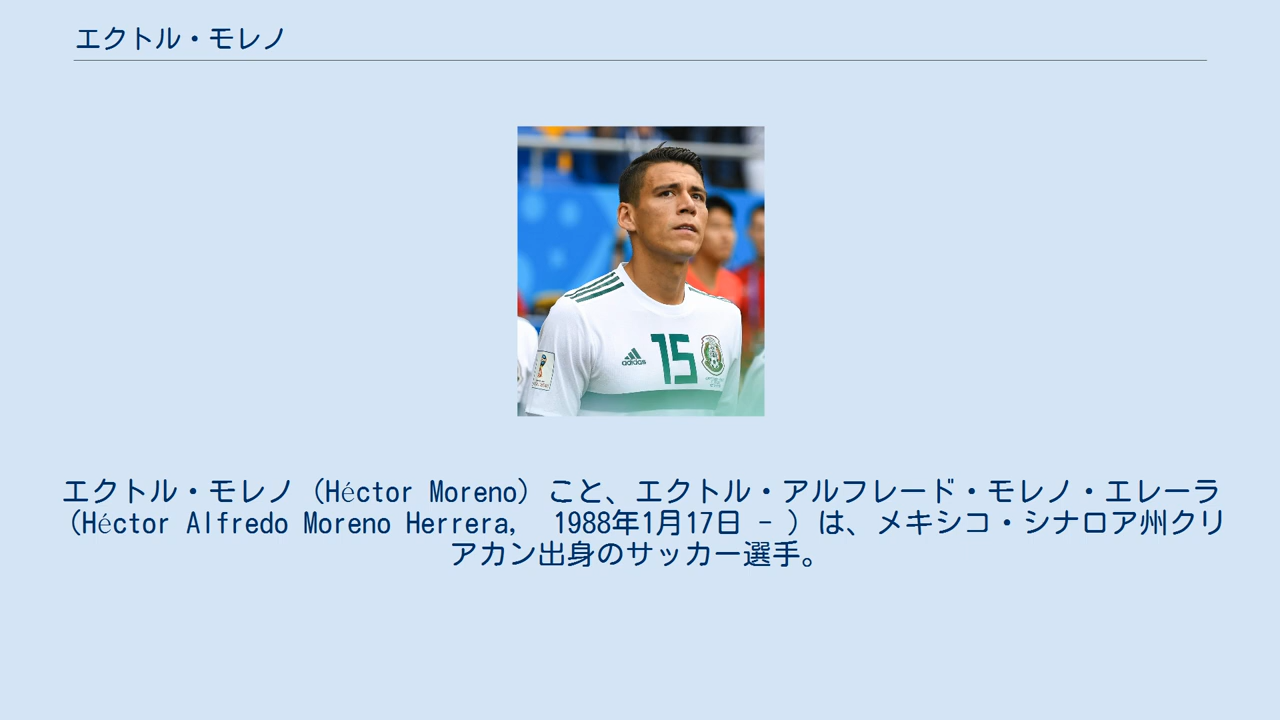 エクトル・モレノ
adidas
15
エクトル・モレノ（Héctor Moreno）こと、エクトル・アルフレード・モレノ・エレーラ
（Héctor Alfredo Moreno Herrera, 1988年1月17日 - ）は、メキシコ・シナロア州クリ
アカン出身のサッカー選手。